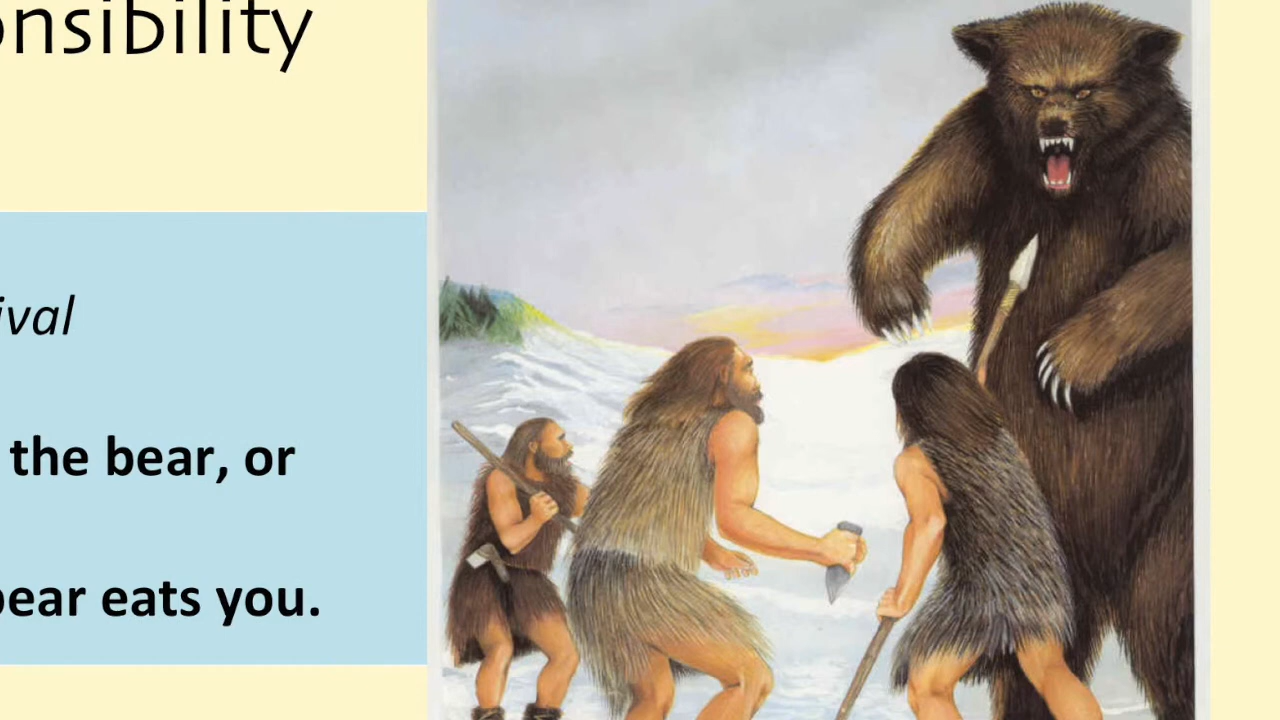 onsibility
ival
the bear, or
bear eats you.